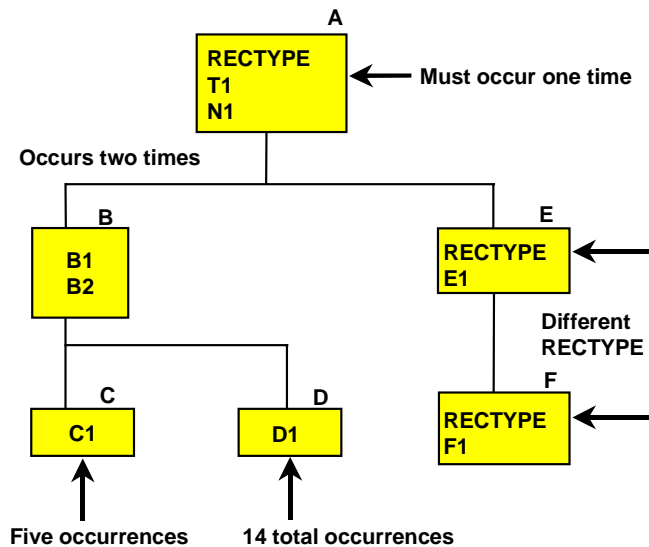 A
RECTYPE
T1
N1
Must occur one time
Occurs two times
B
B1
B2
E
RECTYPE
E1
Different
RECTYPE
C
C1
D
D1
F
RECTYPE
F1
Five occurrences
14 total occurrences